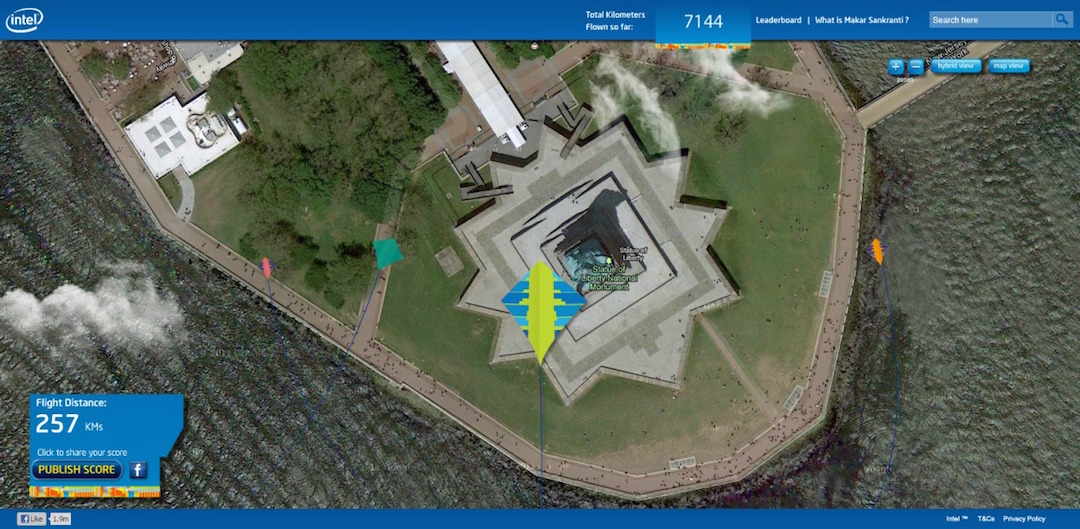 intel
Total Kilometers
Flown so far:
7144
Leaderboard | What is Makar Sankranti ?
Search here
+ − hybrid view map view
Statue of
Liberty
Statue of
Liberty National
Monument
Flight Distance:
257 KMs
Click to share your score
PUBLISH SCORE f
f Like 1.9m
Intel ™ T&Cs Privacy Policy